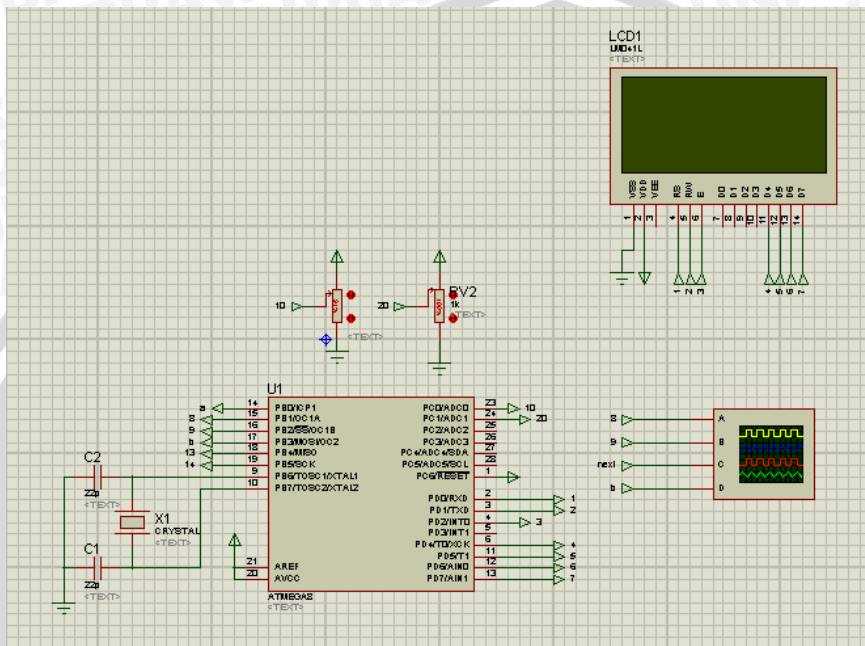 LCD1
LM041L
<TEXT>
VSS VDD VEE RS RW E D0 D1 D2 D3 D4 D5 D6 D7
1 2 3 4 5 6 7 8 9 10 11 12 13 14
1 2 3 4 5 6 7
10 20 RV2
1k
<TEXT>
<TEXT>
U1
a 14 PB0/ICP1 PC0/ADC0 23 10
8 15 PB1/OC1A PC1/ADC1 24 20
9 16 PB2/SS/OC1B PC2/ADC2 25
b 17 PB3/MOSI/OC2 PC3/ADC3 26
13 18 PB4/MISO PC4/ADC4/SDA 27
14 19 PB5/SCK PC5/ADC5/SCL 28
9 PB6/TOSC1/XTAL1 PC6/RESET 1
10 PB7/TOSC2/XTAL2
PD0/RXD 2 1
PD1/TXD 3 2
PD2/INT0 4 3
PD3/INT1 5
PD4/T0/XCK 6 4
PD5/T1 11 5
21 AREF PD6/AIN0 12 6
20 AVCC PD7/AIN1 13 7
ATMEGA8
<TEXT>
C2
22p
<TEXT>
X1
CRYSTAL
<TEXT>
C1
22p
<TEXT>
8 A
9 B
next C
b D